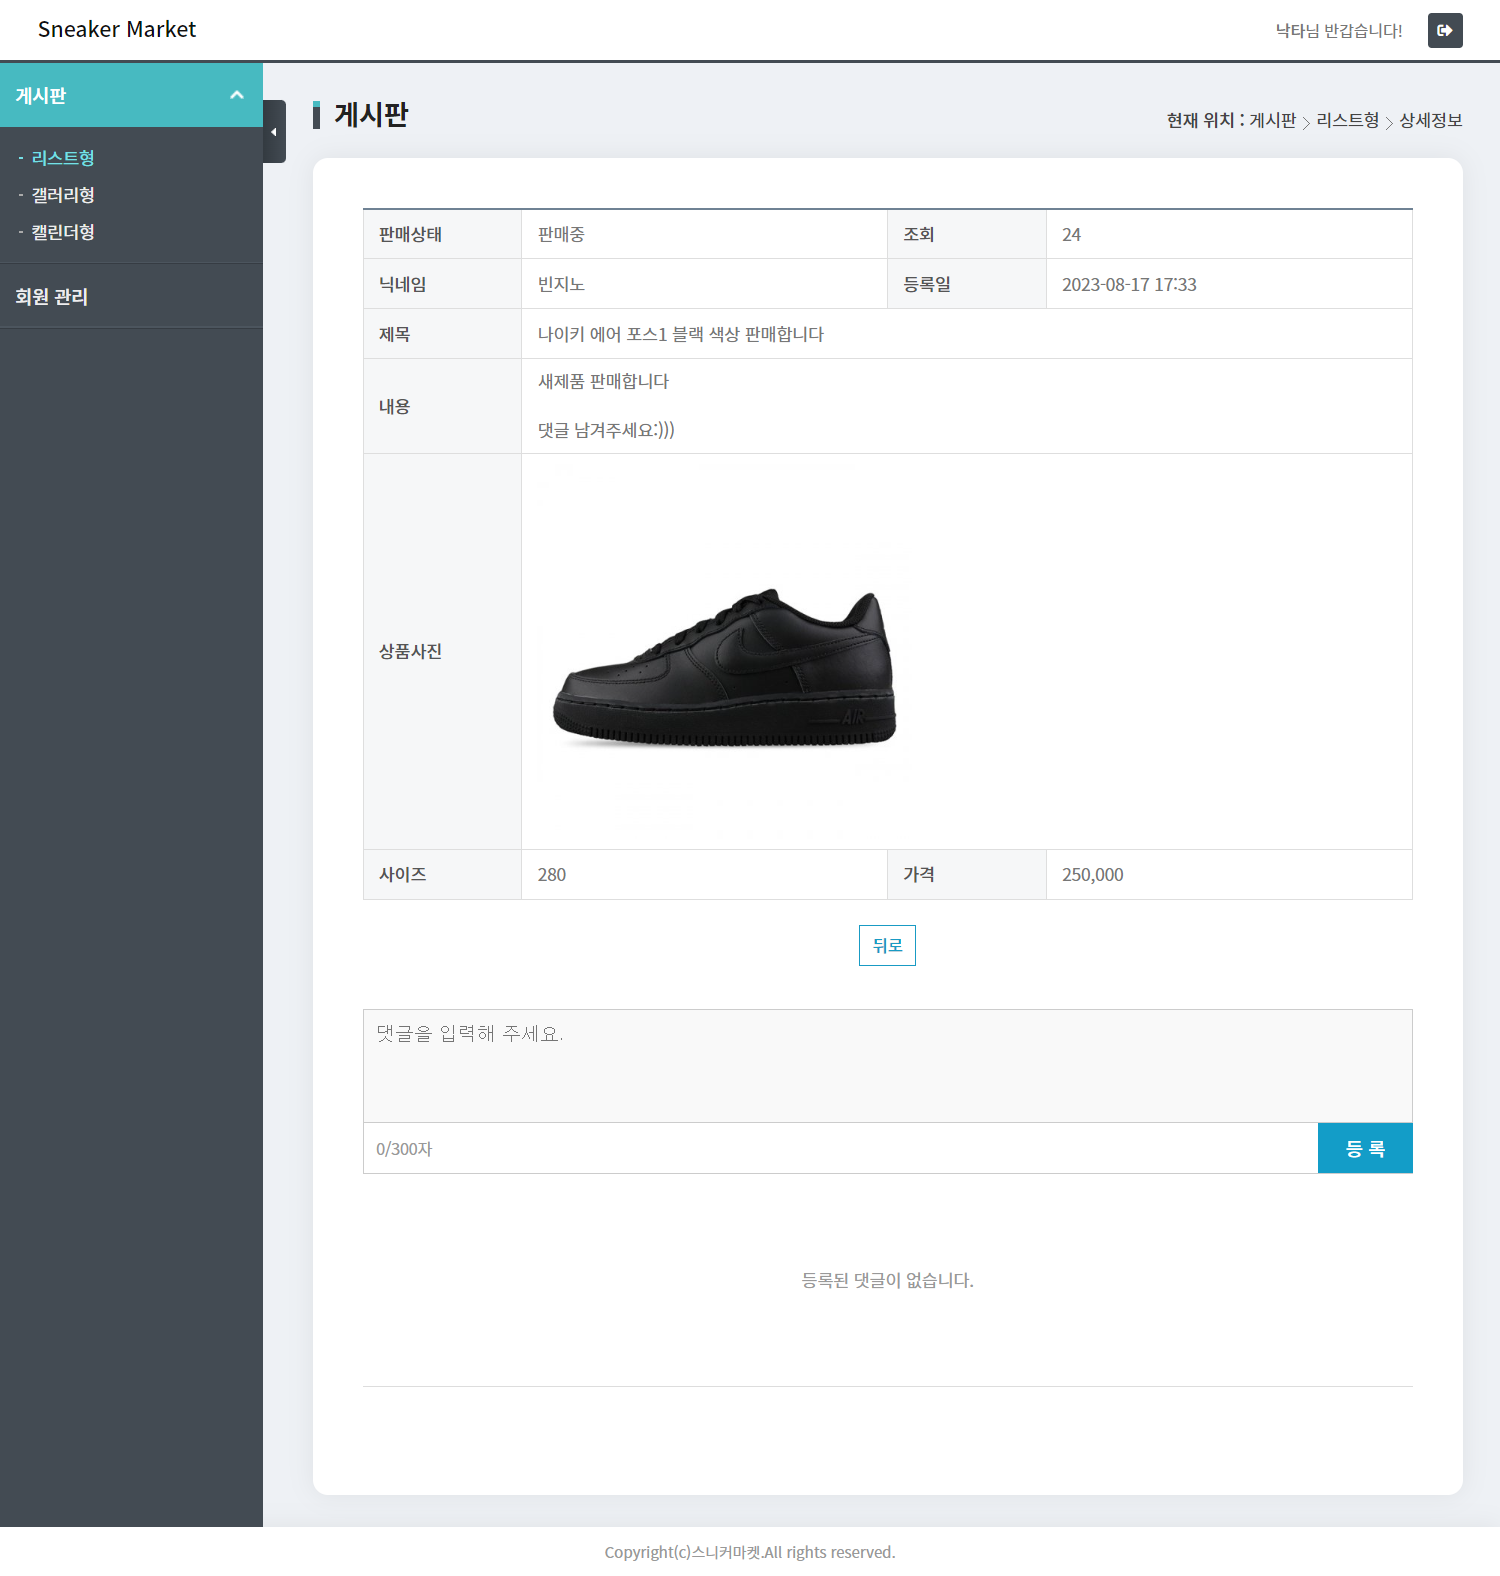 Sneaker Market
낙타님 반갑습니다!
게시판
- 리스트형
- 갤러리형
- 캘린더형
회원 관리
게시판
현재 위치 : 게시판 > 리스트형 > 상세정보
판매상태 판매중 조회 24
닉네임 빈지노 등록일 2023-08-17 17:33
제목 나이키 에어 포스1 블랙 색상 판매합니다
내용 새제품 판매합니다
댓글 남겨주세요:)))
상품사진
AIR
사이즈 280 가격 250,000
뒤로
댓글을 입력해 주세요.
0/300자 등 록
등록된 댓글이 없습니다.
Copyright(c)스니커마켓.All rights reserved.